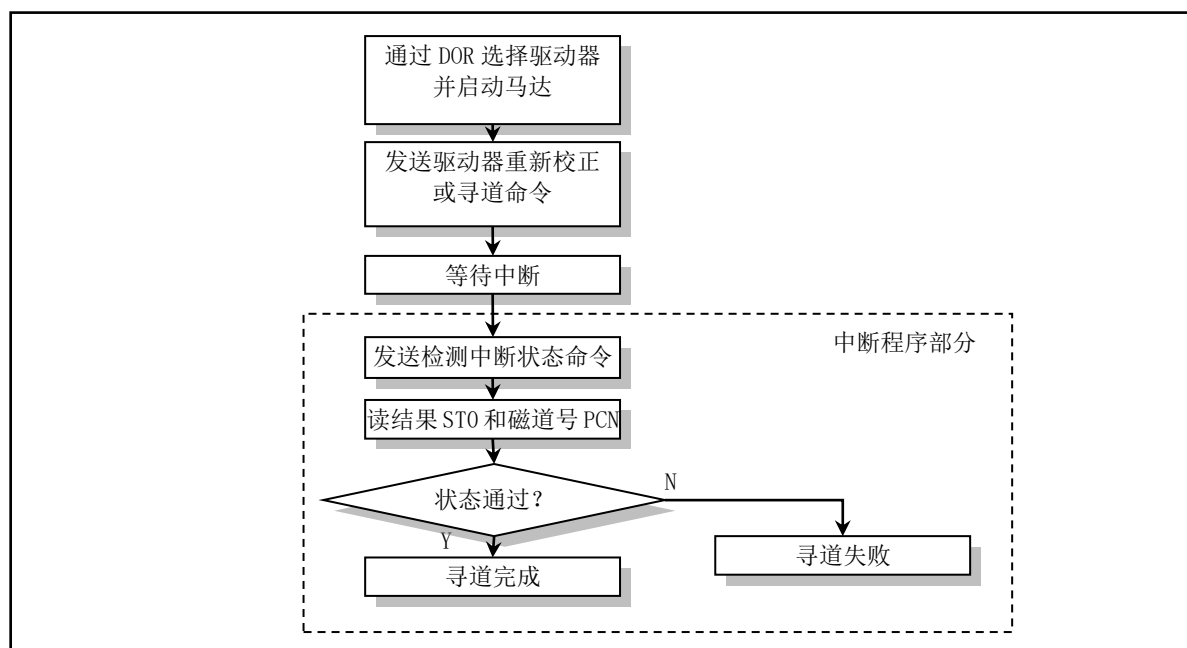 通过 DOR 选择驱动器
并启动马达
发送驱动器重新校正
或寻道命令
等待中断
中断程序部分
发送检测中断状态命令
读结果 ST0 和磁道号 PCN
状态通过?
N
Y
寻道完成
寻道失败